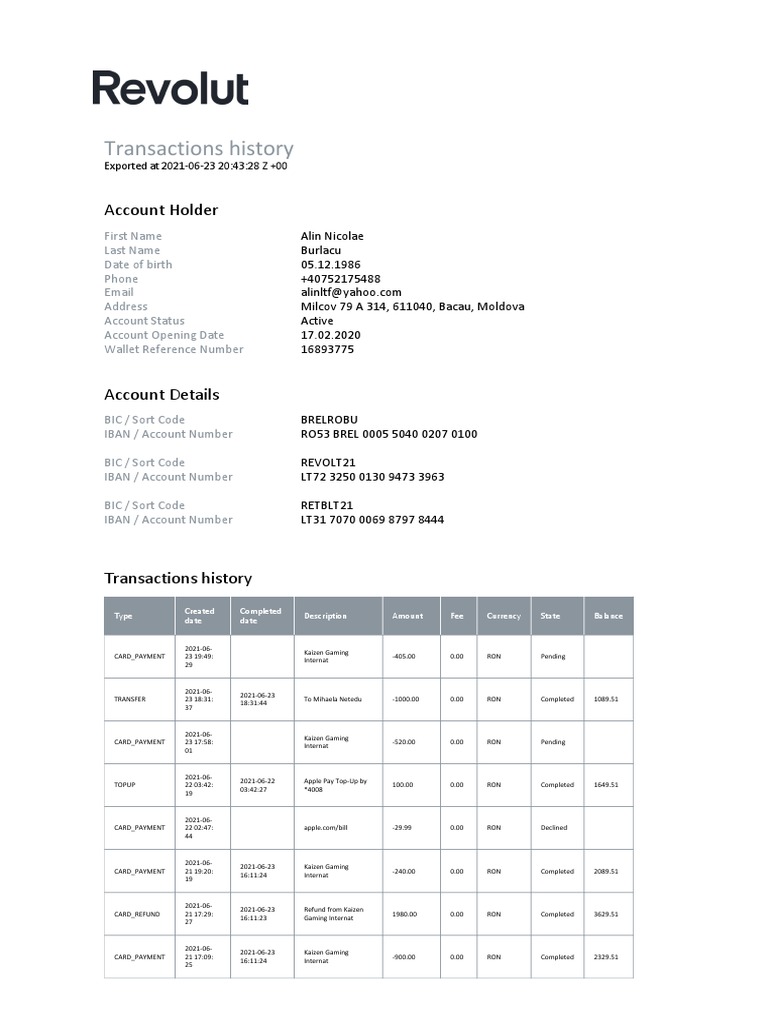 Revolut
Transactions history
Exported at 2021-06-23 20:43:28 Z +00
Account Holder
First Name Alin Nicolae
Last Name Burlacu
Date of birth 05.12.1986
Phone +40752175488
Email alinltf@yahoo.com
Address Milcov 79 A 314, 611040, Bacau, Moldova
Account Status Active
Account Opening Date 17.02.2020
Wallet Reference Number 16893775
Account Details
BIC / Sort Code BRELROBU
IBAN / Account Number RO53 BREL 0005 5040 0207 0100
BIC / Sort Code REVOLT21
IBAN / Account Number LT72 3250 0130 9473 3963
BIC / Sort Code RETBLT21
IBAN / Account Number LT31 7070 0069 8797 8444
Transactions history
Type Created date Completed date Description Amount Fee Currency State Balance
CARD_PAYMENT 2021-06-23 19:49:29 Kaizen Gaming Internat -405.00 0.00 RON Pending
TRANSFER 2021-06-23 18:31:37 2021-06-23 18:31:44 To Mihaela Netedu -1000.00 0.00 RON Completed 1089.51
CARD_PAYMENT 2021-06-23 17:58:01 Kaizen Gaming Internat -520.00 0.00 RON Pending
TOPUP 2021-06-22 03:42:19 2021-06-22 03:42:27 Apple Pay Top-Up by *4008 100.00 0.00 RON Completed 1649.51
CARD_PAYMENT 2021-06-22 02:47:44 apple.com/bill -29.99 0.00 RON Declined
CARD_PAYMENT 2021-06-21 19:20:19 2021-06-23 16:11:24 Kaizen Gaming Internat -240.00 0.00 RON Completed 2089.51
CARD_REFUND 2021-06-21 17:29:27 2021-06-23 16:11:23 Refund from Kaizen Gaming Internat 1980.00 0.00 RON Completed 3629.51
CARD_PAYMENT 2021-06-21 17:09:25 2021-06-23 16:11:24 Kaizen Gaming Internat -900.00 0.00 RON Completed 2329.51